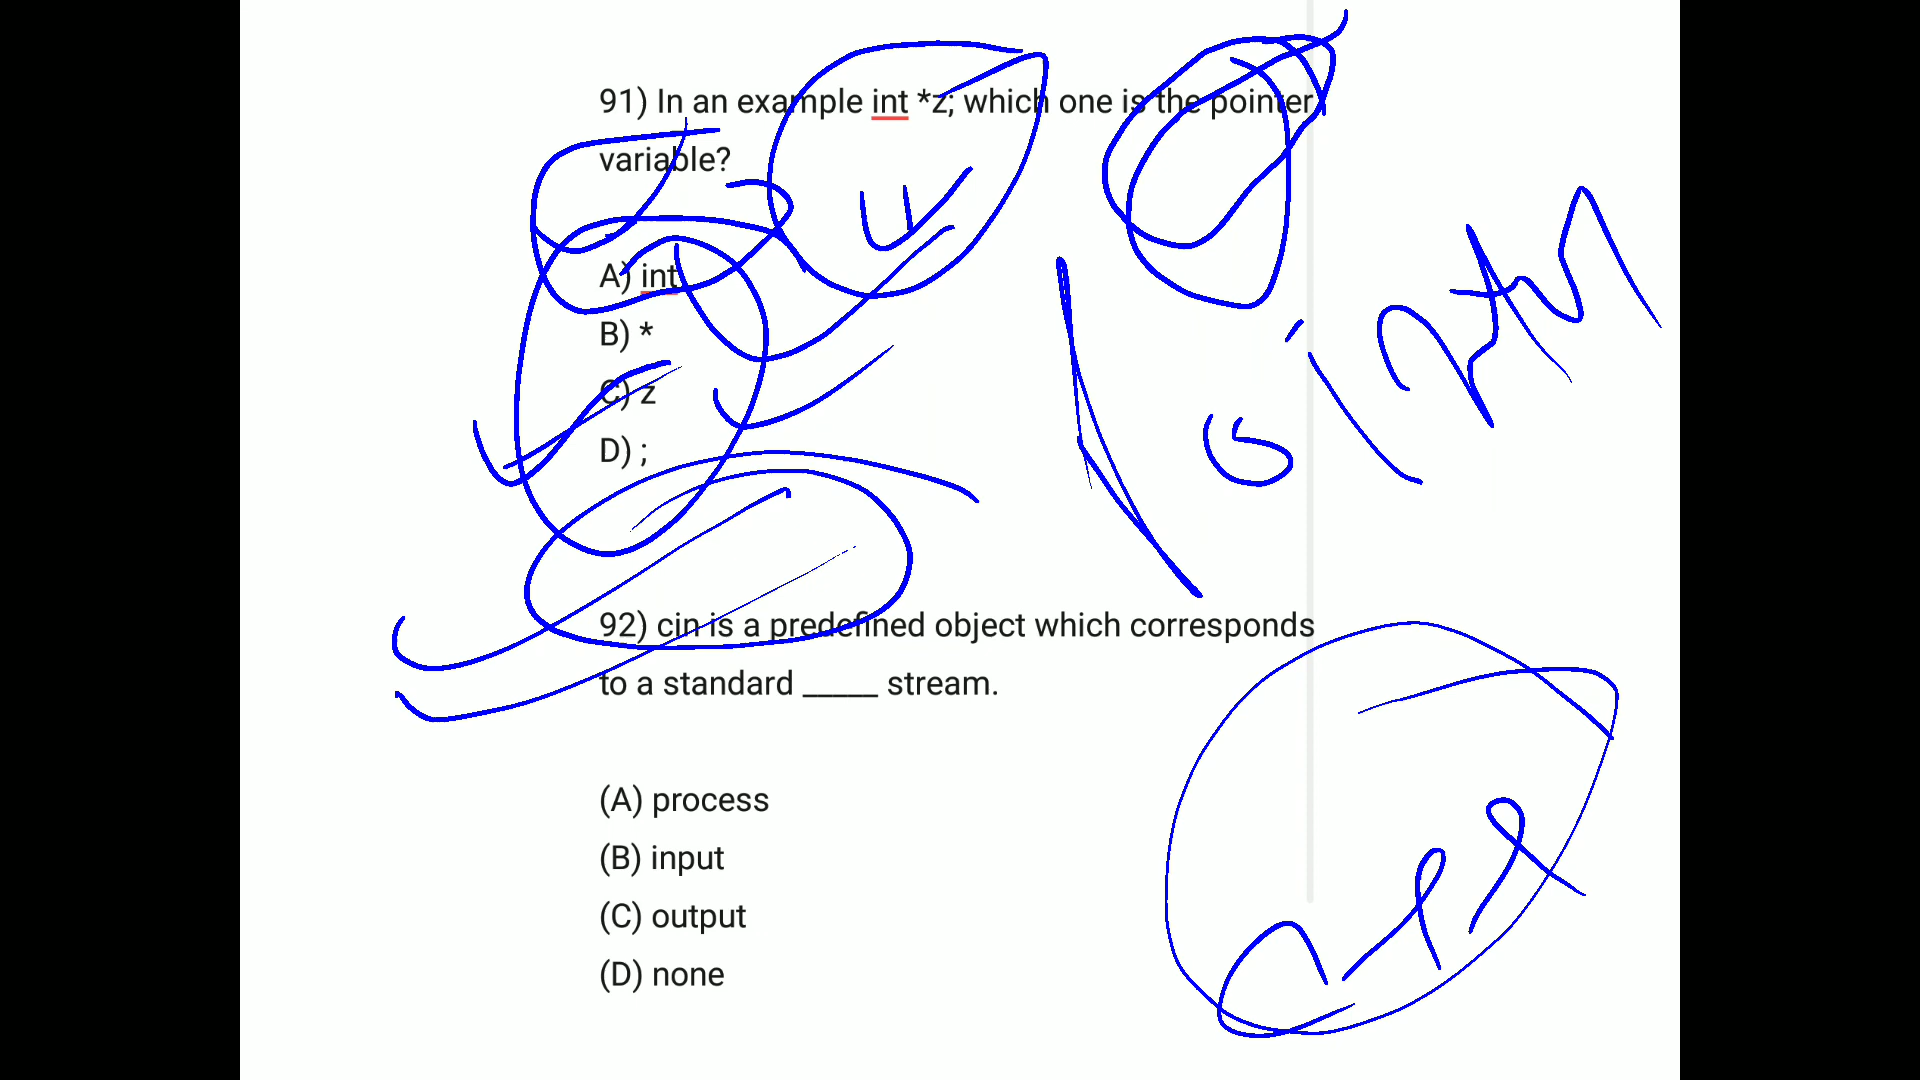 91) In an example int *z; which one is the pointer
variable?
A) int
B) *
C) z
D) ;
92) cin is a predefined object which corresponds
to a standard _____ stream.
(A) process
(B) input
(C) output
(D) none